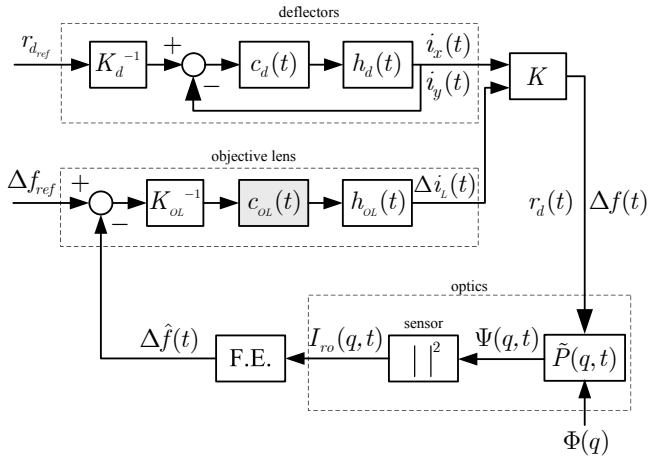 deflectors
r_{d_{ref}}
K_d^{-1}
+
−
c_d(t)
h_d(t)
i_x(t)
i_y(t)
K
objective lens
Δf_{ref}
+
−
K_{OL}^{-1}
c_{OL}(t)
h_{OL}(t)
Δi_L(t)
r_d(t)
Δf(t)
optics
sensor
Δf̂(t)
F.E.
I_{ro}(q,t)
| |^2
Ψ(q,t)
P̃(q,t)
Φ(q)